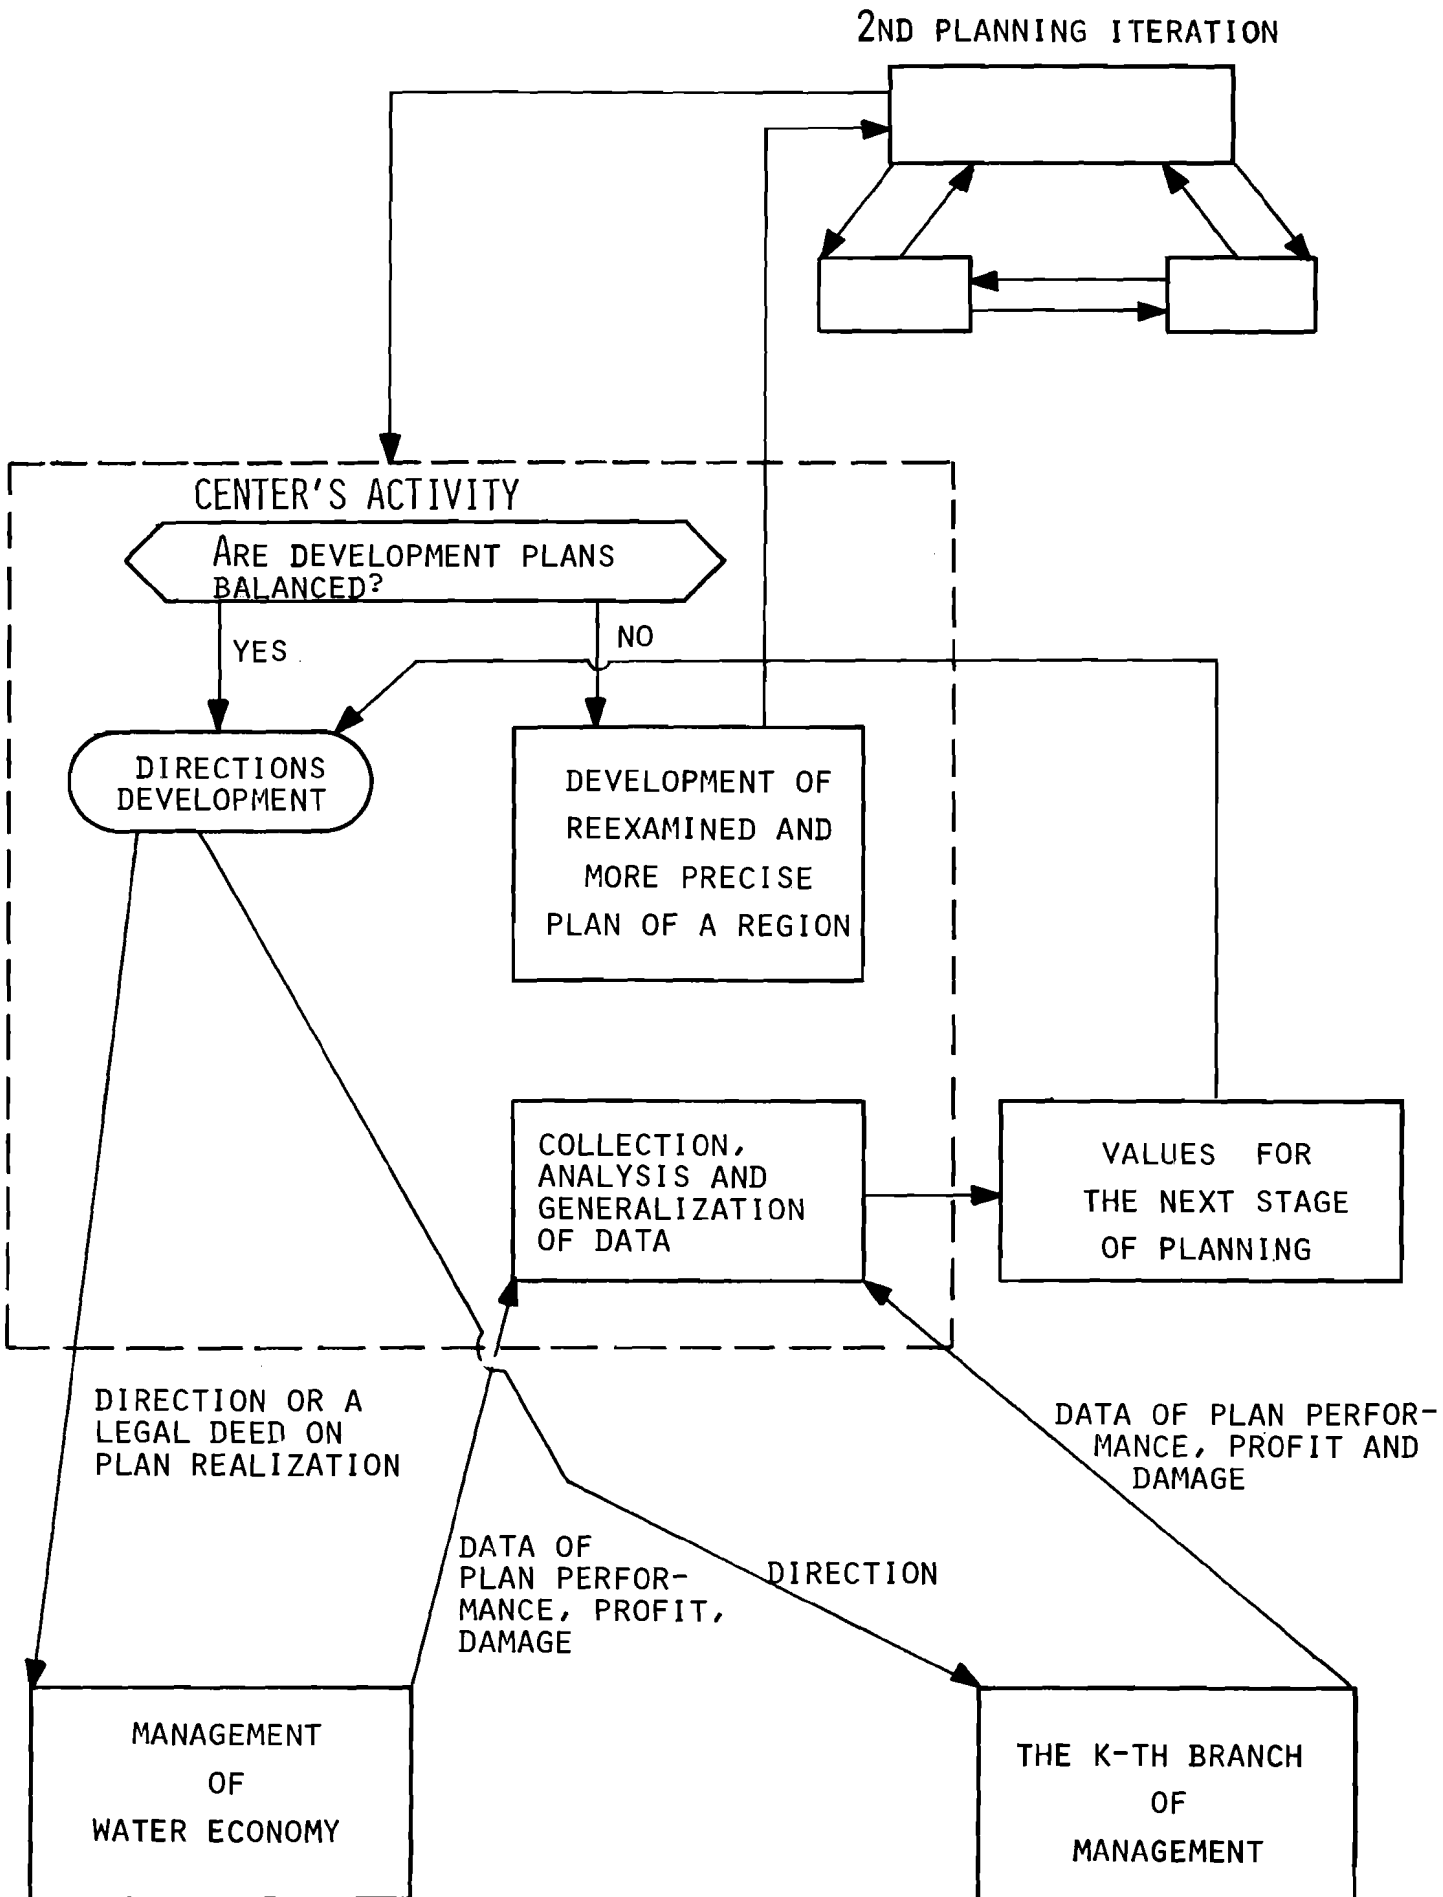 2ND PLANNING ITERATION
CENTER'S ACTIVITY
ARE DEVELOPMENT PLANS
BALANCED?
YES
NO
DIRECTIONS
DEVELOPMENT
DEVELOPMENT OF
REEXAMINED AND
MORE PRECISE
PLAN OF A REGION
COLLECTION,
ANALYSIS AND
GENERALIZATION
OF DATA
VALUES FOR
THE NEXT STAGE
OF PLANNING
DIRECTION OR A
LEGAL DEED ON
PLAN REALIZATION
DATA OF PLAN PERFOR-
MANCE, PROFIT AND
DAMAGE
DATA OF
PLAN PERFOR-
MANCE, PROFIT,
DAMAGE
DIRECTION
MANAGEMENT
OF
WATER ECONOMY
THE K-TH BRANCH
OF
MANAGEMENT